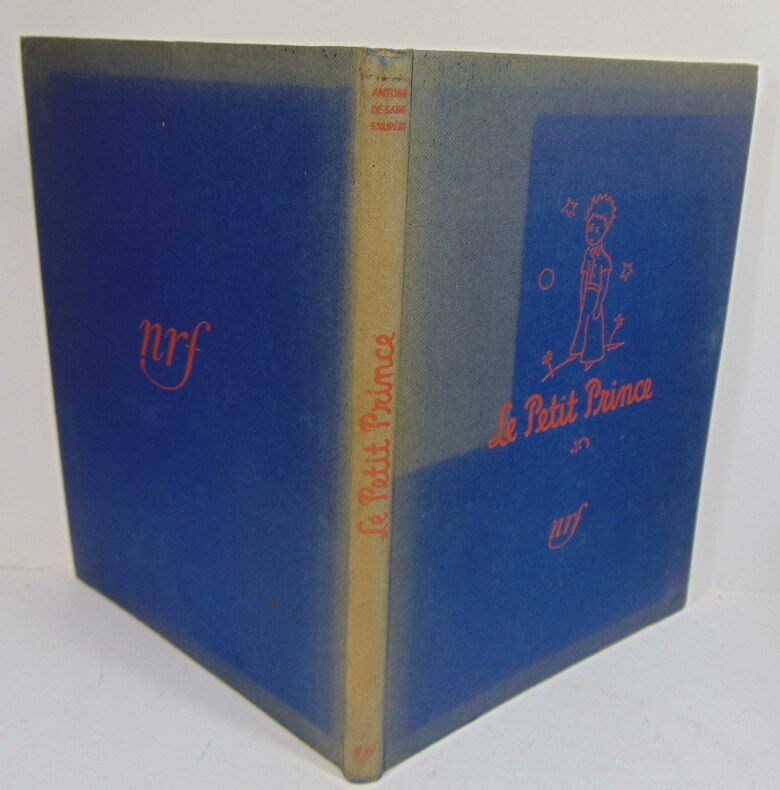 nrf
ANTOINE
DE SAINT
EXUPÉRY
Le Petit Prince
nrf
Le Petit Prince
nrf